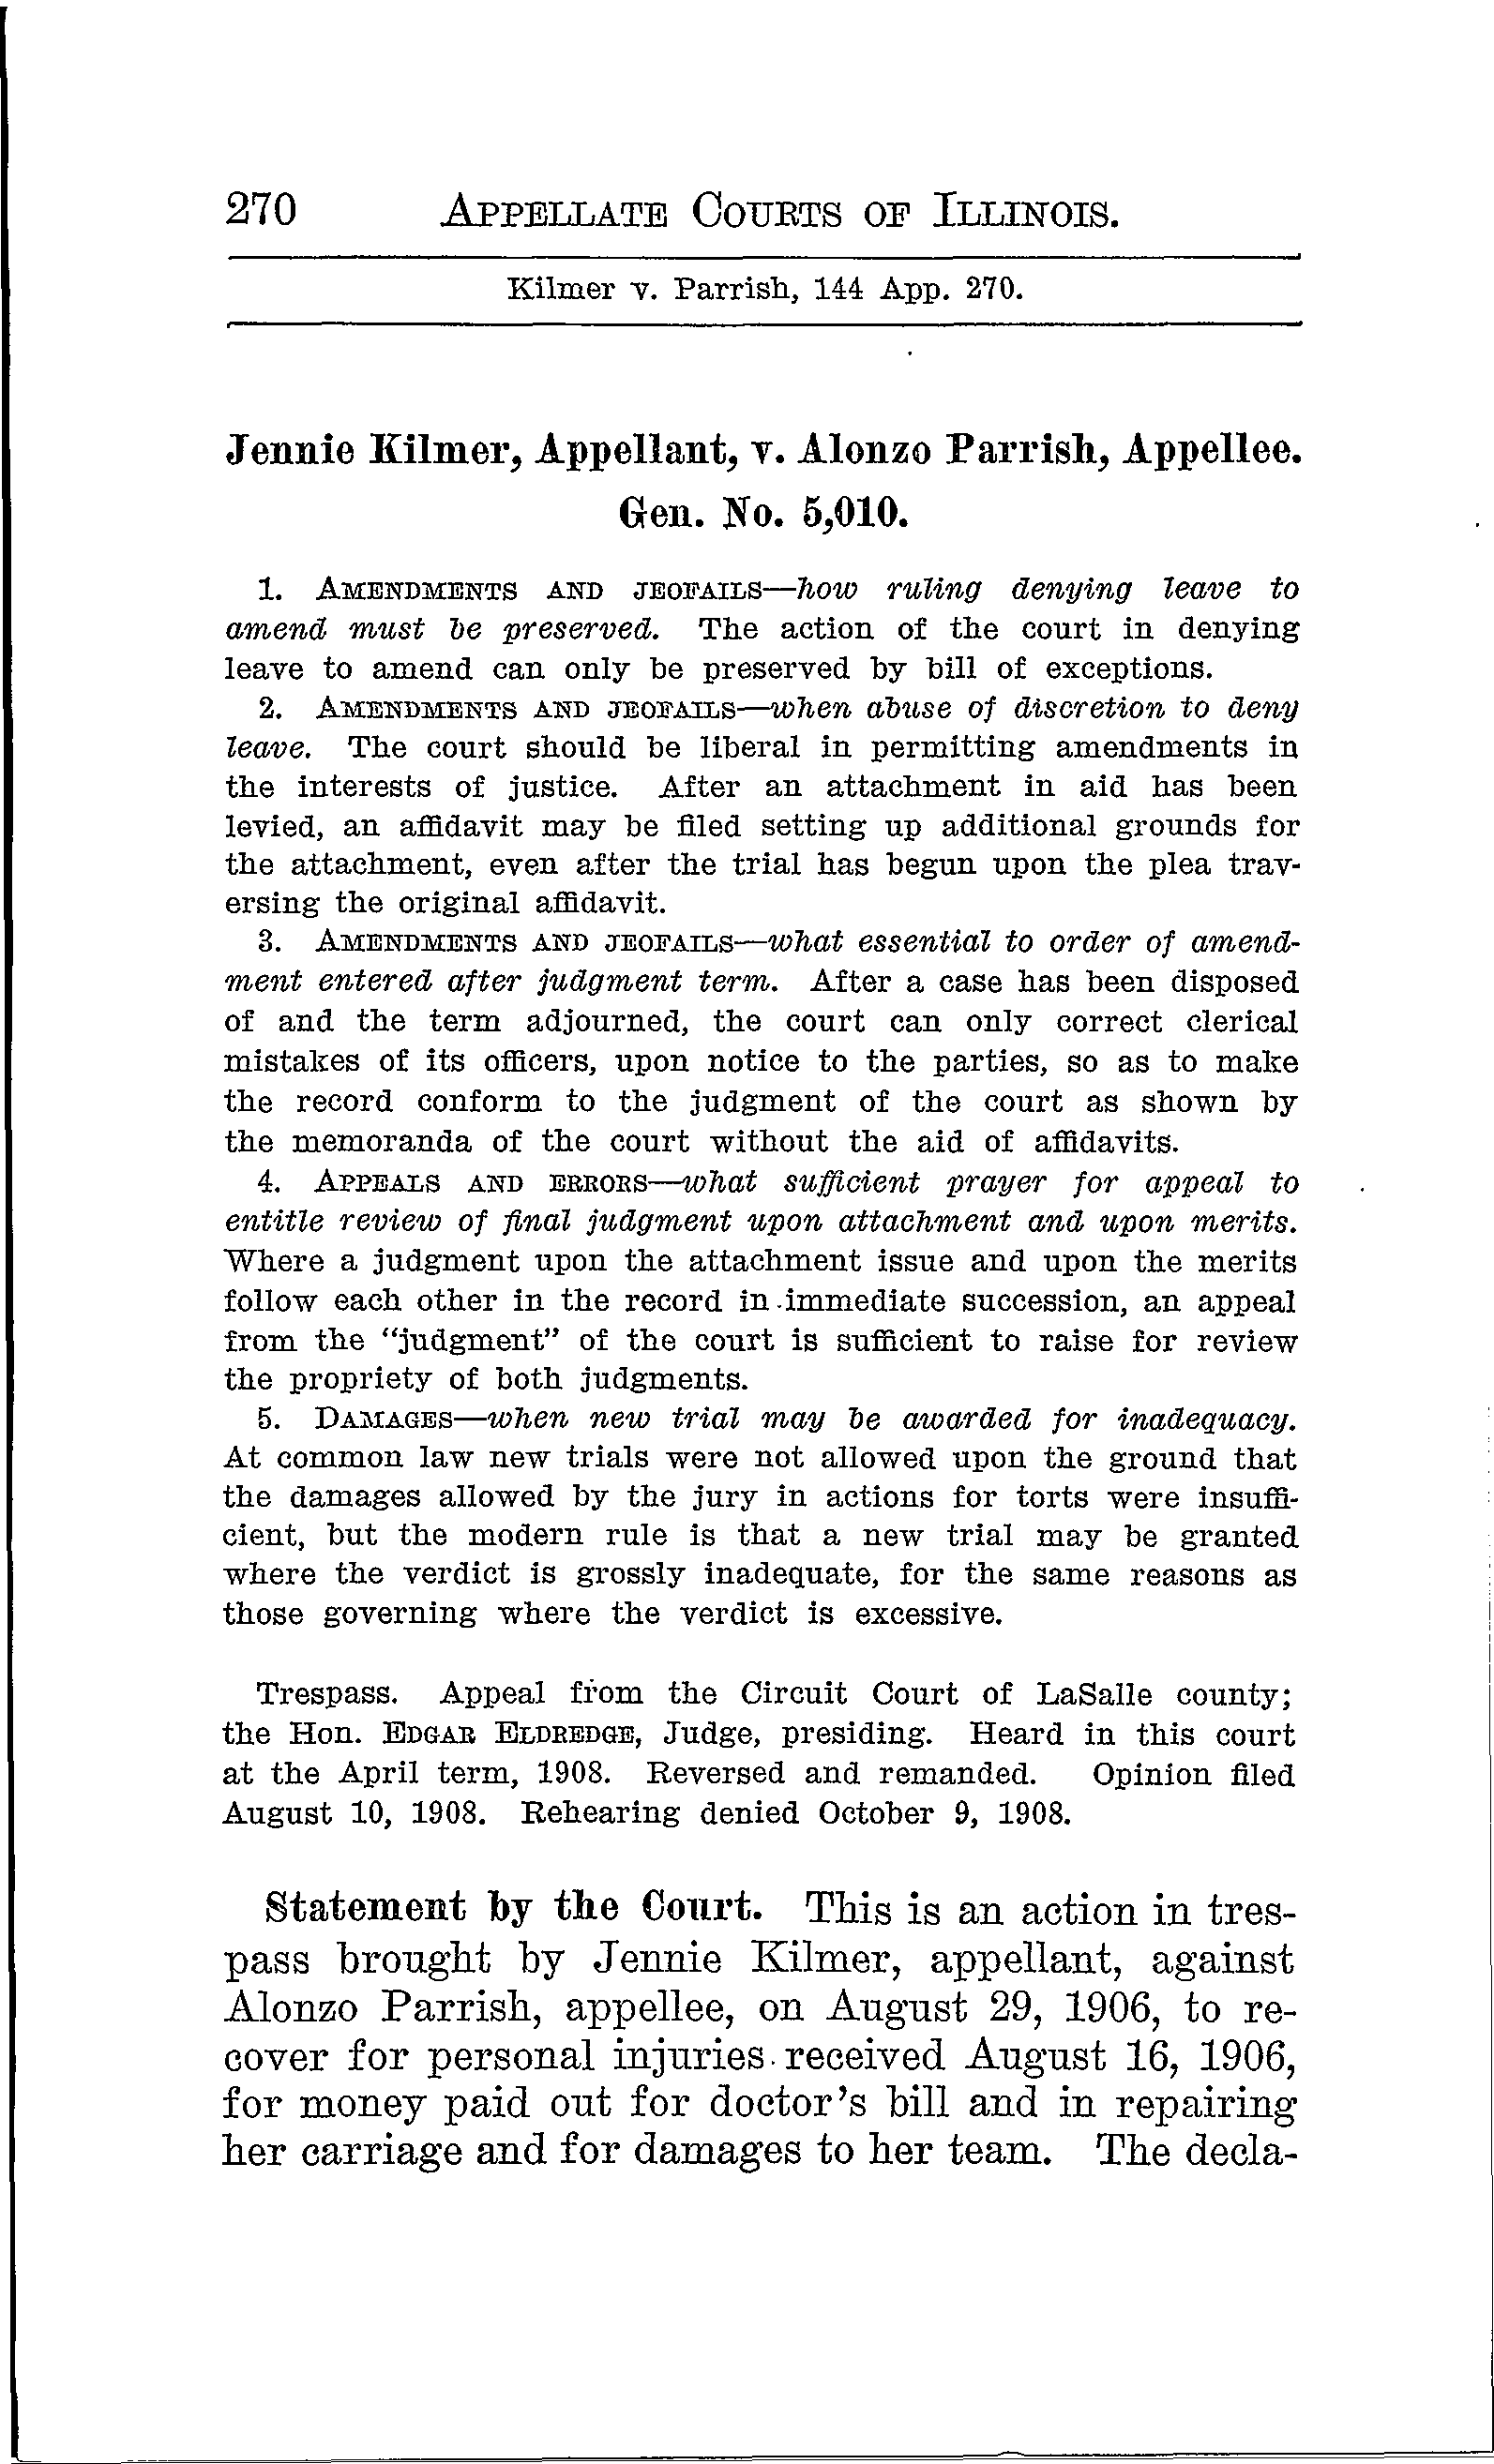 270 APPELLATE COURTS OF ILLINOIS.
Kilmer v. Parrish, 144 App. 270.
Jennie Kilmer, Appellant, v. Alonzo Parrish, Appellee.
Gen. No. 5,010.
1. AMENDMENTS AND JEOFAILS—how ruling denying leave to
amend must be preserved. The action of the court in denying
leave to amend can only be preserved by bill of exceptions.
2. AMENDMENTS AND JEOFAILS—when abuse of discretion to deny
leave. The court should be liberal in permitting amendments in
the interests of justice. After an attachment in aid has been
levied, an affidavit may be filed setting up additional grounds for
the attachment, even after the trial has begun upon the plea trav-
ersing the original affidavit.
3. AMENDMENTS AND JEOFAILS—what essential to order of amend-
ment entered after judgment term. After a case has been disposed
of and the term adjourned, the court can only correct clerical
mistakes of its officers, upon notice to the parties, so as to make
the record conform to the judgment of the court as shown by
the memoranda of the court without the aid of affidavits.
4. APPEALS AND ERRORS—what sufficient prayer for appeal to
entitle review of final judgment upon attachment and upon merits.
Where a judgment upon the attachment issue and upon the merits
follow each other in the record in immediate succession, an appeal
from the "judgment" of the court is sufficient to raise for review
the propriety of both judgments.
5. DAMAGES—when new trial may be awarded for inadequacy.
At common law new trials were not allowed upon the ground that
the damages allowed by the jury in actions for torts were insuffi-
cient, but the modern rule is that a new trial may be granted
where the verdict is grossly inadequate, for the same reasons as
those governing where the verdict is excessive.
Trespass. Appeal from the Circuit Court of LaSalle county;
the Hon. EDGAR ELDREDGE, Judge, presiding. Heard in this court
at the April term, 1908. Reversed and remanded. Opinion filed
August 10, 1908. Rehearing denied October 9, 1908.
Statement by the Court. This is an action in tres-
pass brought by Jennie Kilmer, appellant, against
Alonzo Parrish, appellee, on August 29, 1906, to re-
cover for personal injuries received August 16, 1906,
for money paid out for doctor's bill and in repairing
her carriage and for damages to her team. The decla-